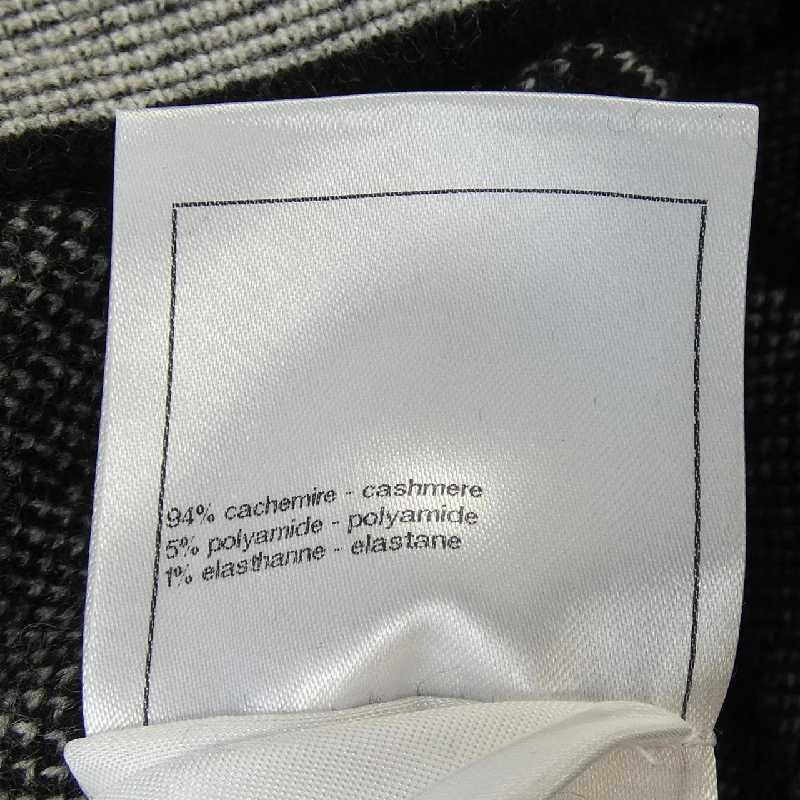 94% cachemire - cashmere
5% polyamide - polyamide
1% elasthanne - elastane